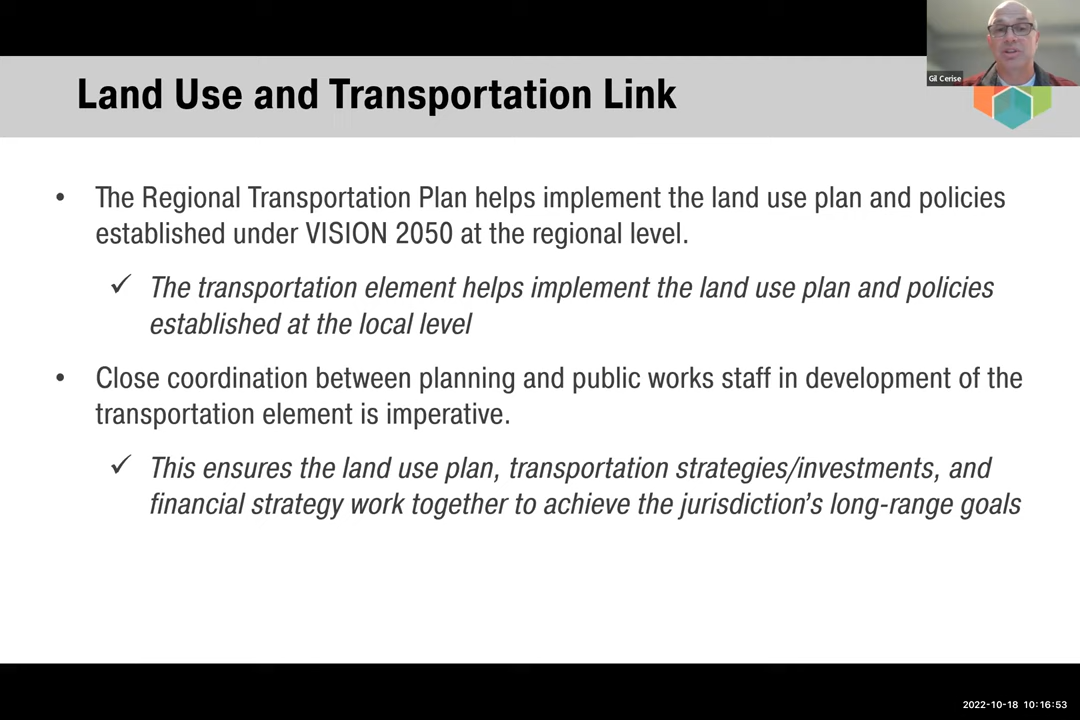 Gil Cerise
Land Use and Transportation Link
• The Regional Transportation Plan helps implement the land use plan and policies
established under VISION 2050 at the regional level.
✓ The transportation element helps implement the land use plan and policies
established at the local level
• Close coordination between planning and public works staff in development of the
transportation element is imperative.
✓ This ensures the land use plan, transportation strategies/investments, and
financial strategy work together to achieve the jurisdiction's long-range goals
2022-10-18 10:16:53